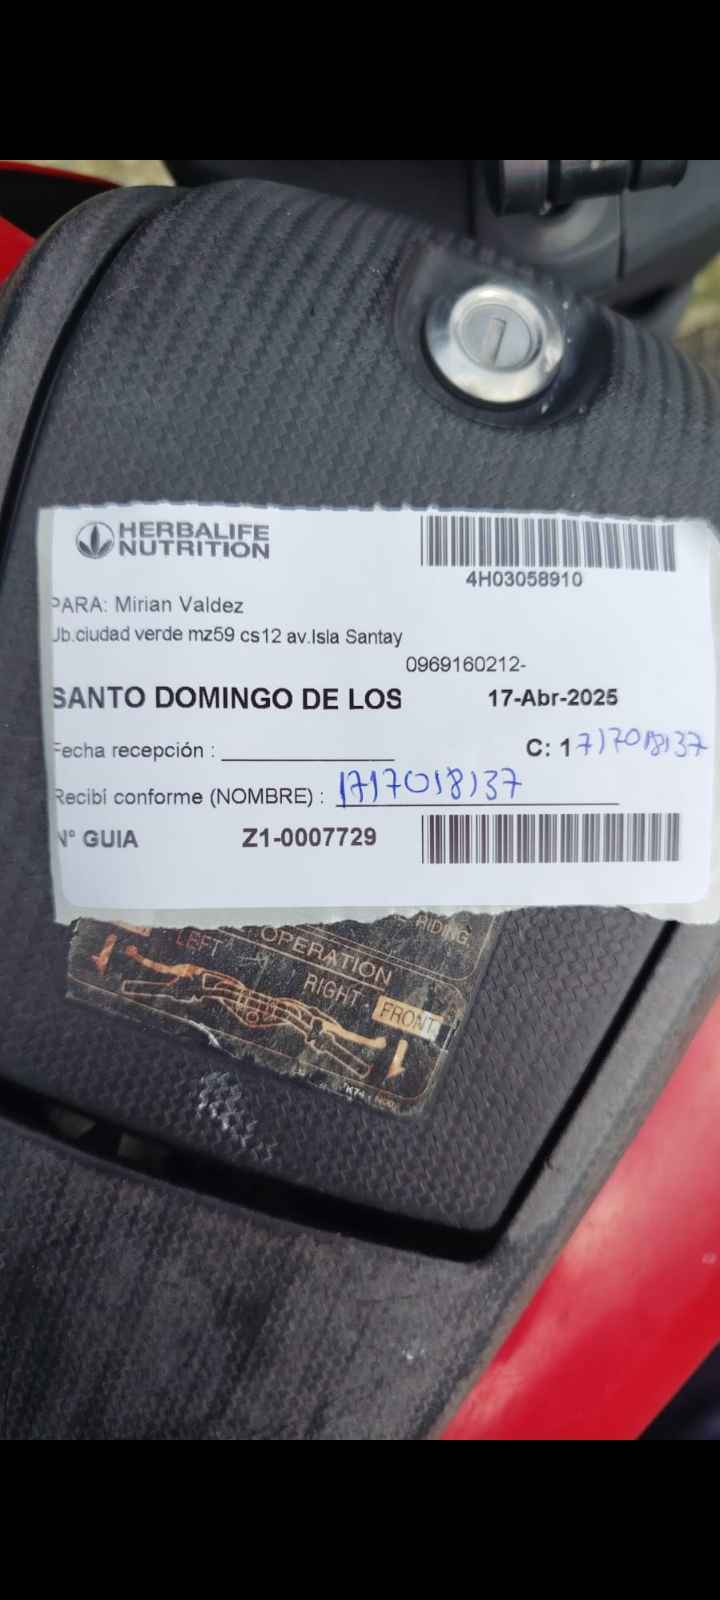 HERBALIFE
NUTRITION
4H03058910
PARA: Mirian Valdez
Ub.ciudad verde mz59 cs12 av.Isla Santay
0969160212-
SANTO DOMINGO DE LOS 17-Abr-2025
Fecha recepción : C: 1717018137
Recibí conforme (NOMBRE) : 1717018137
N° GUIA Z1-0007729
RIDING
OPERATION
LEFT
RIGHT
FRONT